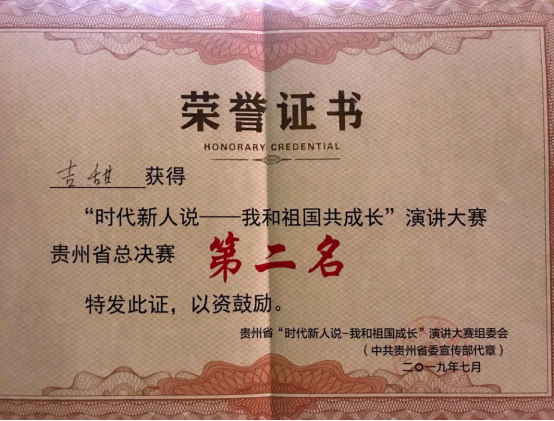 荣誉证书
HONORARY CREDENTIAL
吉甜 获得
“时代新人说——我和祖国共成长”演讲大赛
贵州省总决赛 第二名
特发此证，以资鼓励。
贵州省“时代新人说~我和祖国成长”演讲大赛组委会
（中共贵州省委宣传部代章）
二〇一九年七月